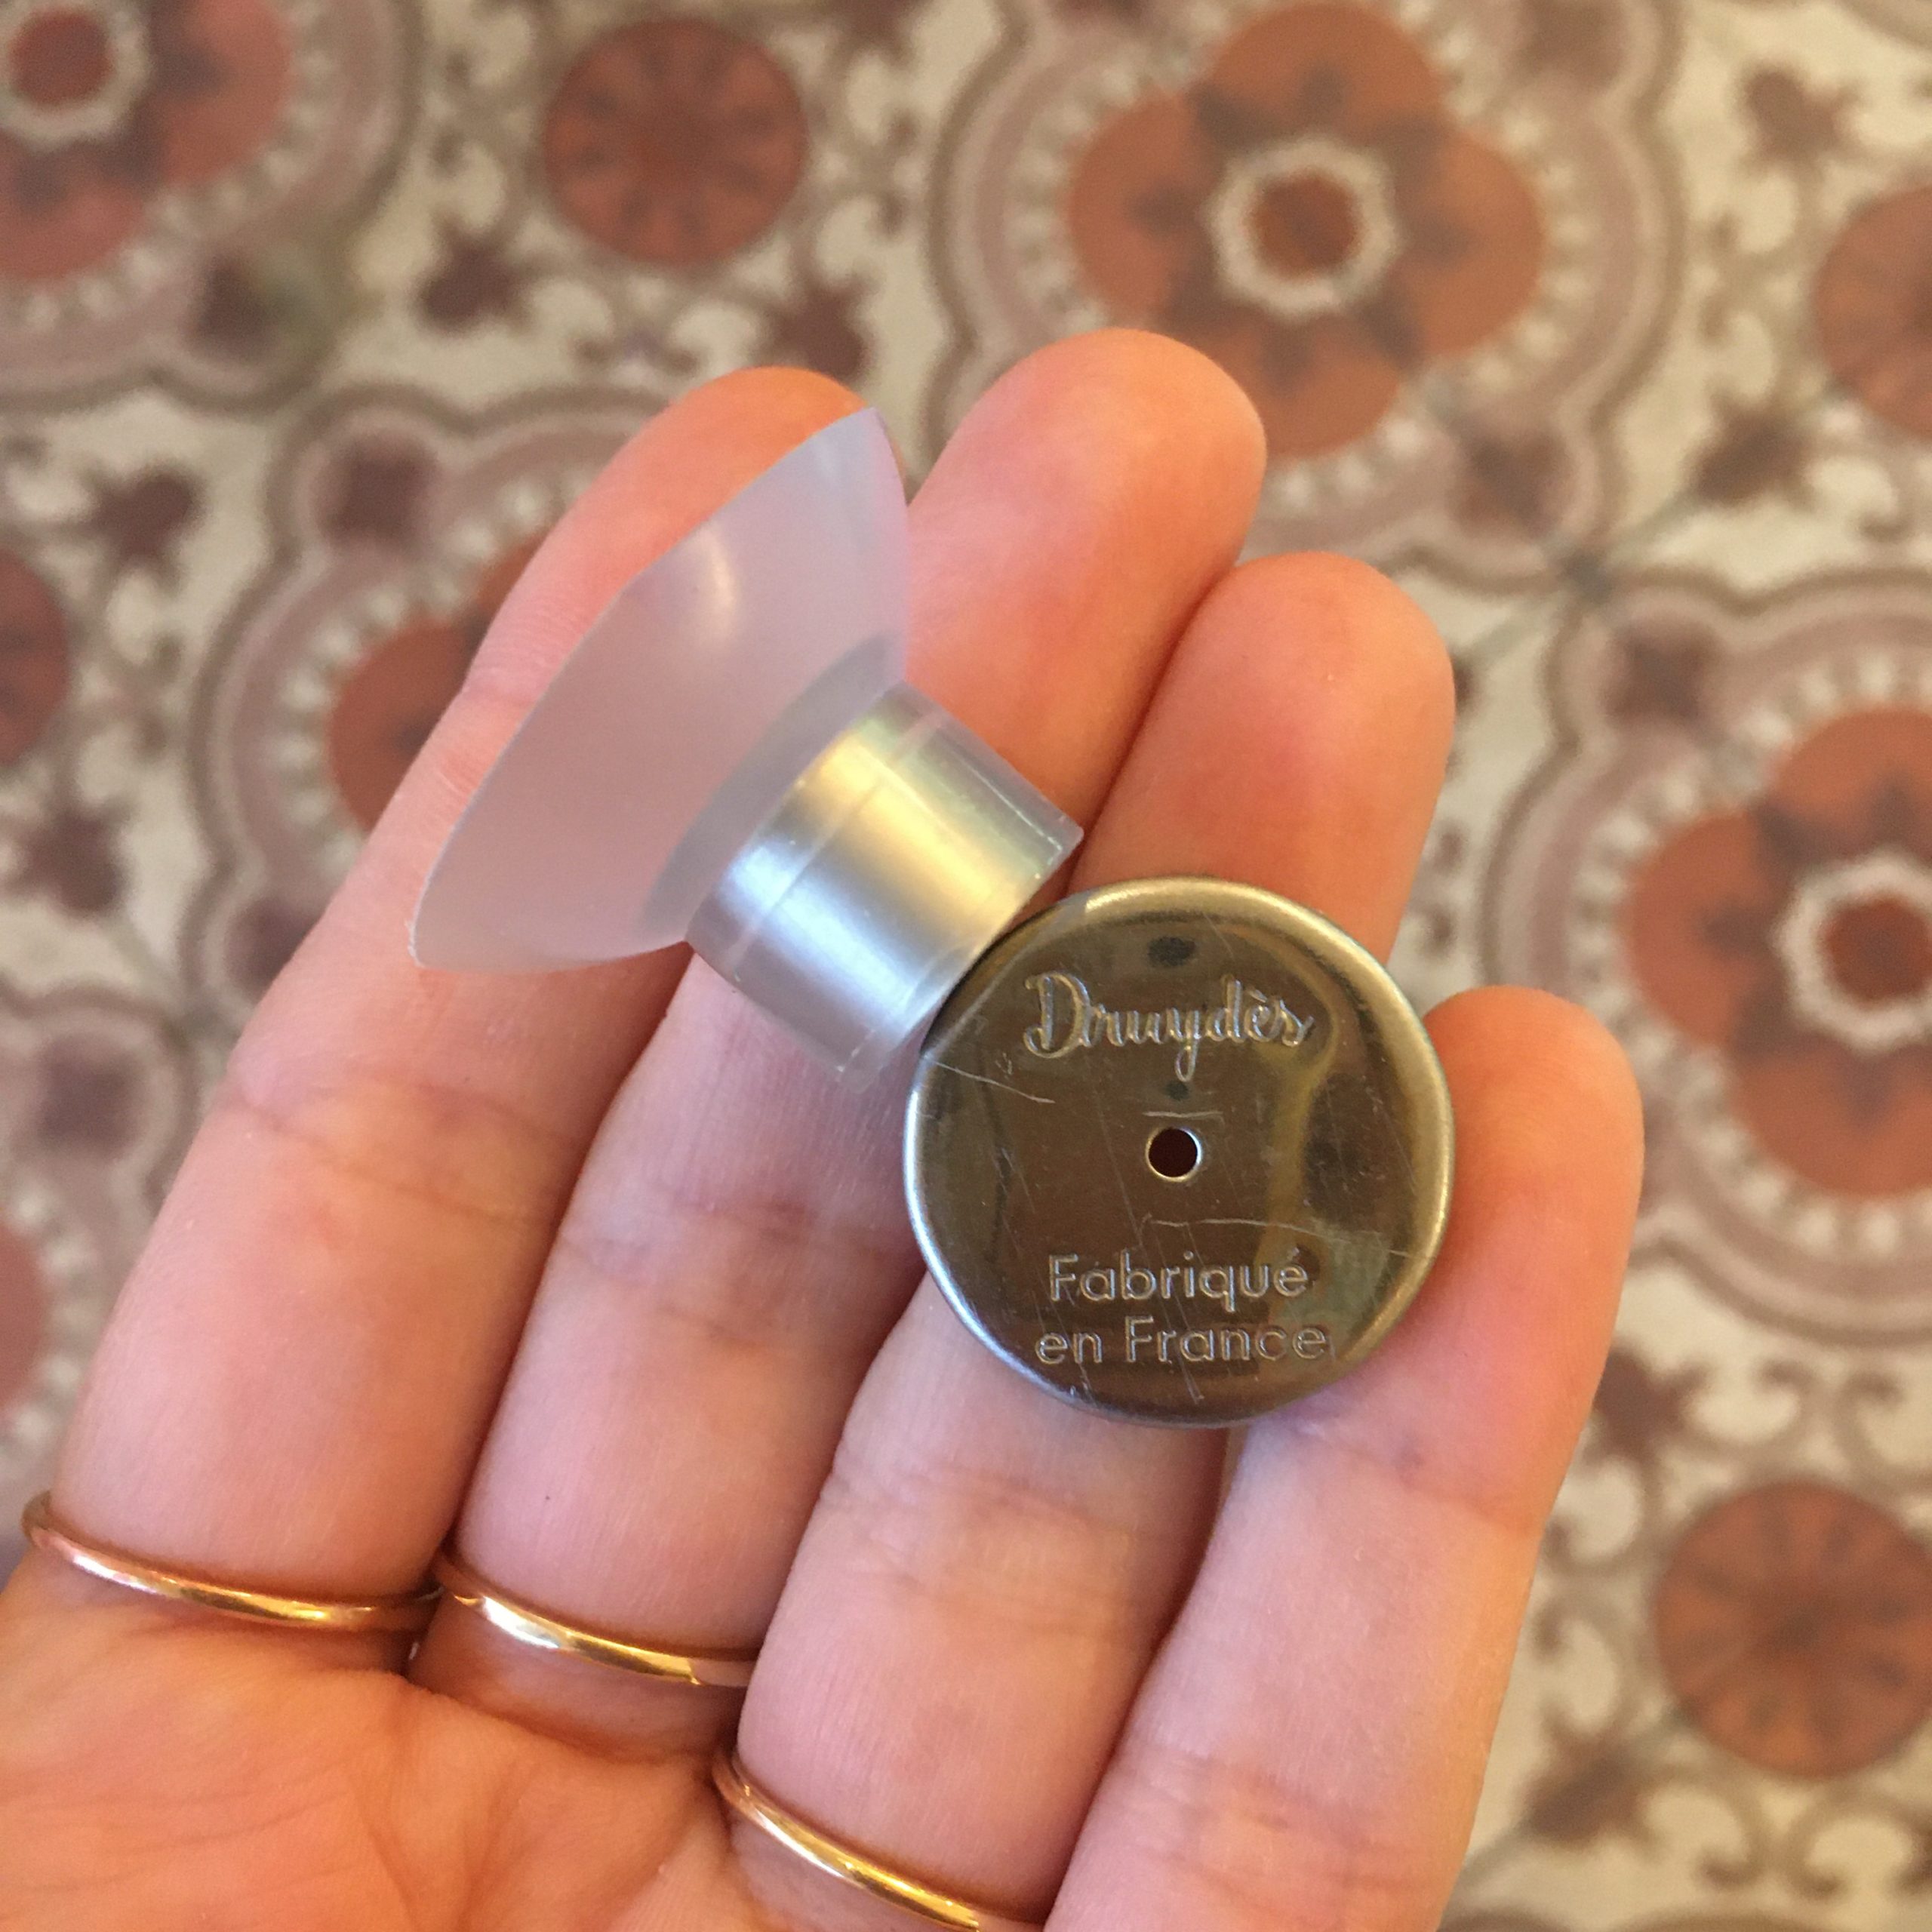 Druydès
Fabriqué
en France